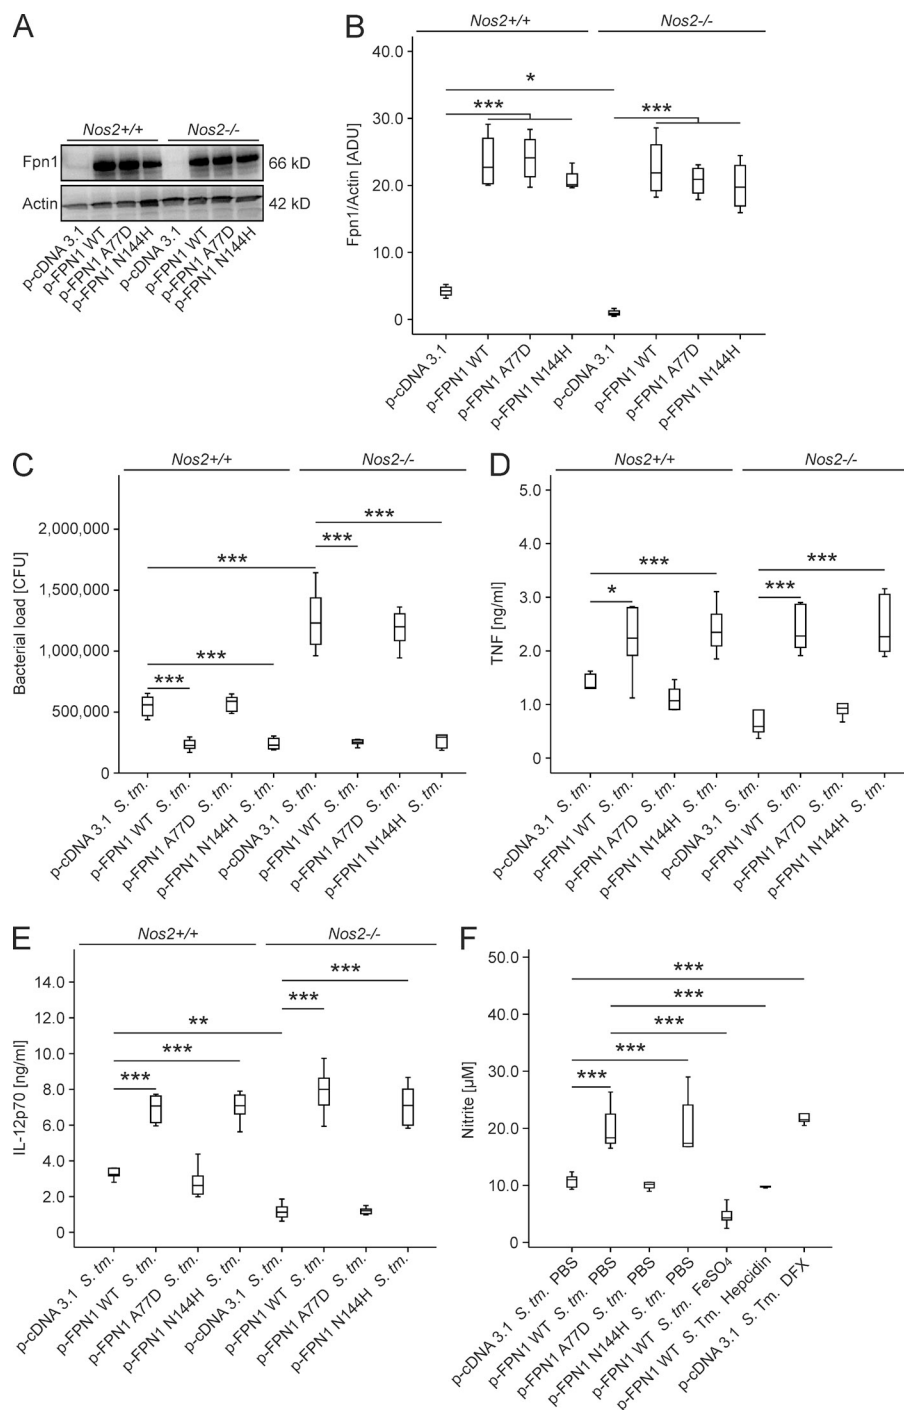 A
Nos2+/+ Nos2-/-
Fpn1 66 kD
Actin 42 kD
p-cDNA 3.1
p-FPN1 WT
p-FPN1 A77D
p-FPN1 N144H
p-cDNA 3.1
p-FPN1 WT
p-FPN1 A77D
p-FPN1 N144H
B
Nos2+/+ Nos2-/-
Fpn1/Actin [ADU]
40.0
30.0
20.0
10.0
0
*
*** ***
p-cDNA 3.1
p-FPN1 WT
p-FPN1 A77D
p-FPN1 N144H
p-cDNA 3.1
p-FPN1 WT
p-FPN1 A77D
p-FPN1 N144H
C
Nos2+/+ Nos2-/-
Bacterial load [CFU]
2,000,000
1,500,000
1,000,000
500,000
0
***
***
***
***
***
p-cDNA 3.1 S. tm.
p-FPN1 WT S. tm.
p-FPN1 A77D S. tm.
p-FPN1 N144H S. tm.
p-cDNA 3.1 S. tm.
p-FPN1 WT S. tm.
p-FPN1 A77D S. tm.
p-FPN1 N144H S. tm.
D
Nos2+/+ Nos2-/-
TNF [ng/ml]
5.0
4.0
3.0
2.0
1.0
0
*** ***
* ***
p-cDNA 3.1 S. tm.
p-FPN1 WT S. tm.
p-FPN1 A77D S. tm.
p-FPN1 N144H S. tm.
p-cDNA 3.1 S. tm.
p-FPN1 WT S. tm.
p-FPN1 A77D S. tm.
p-FPN1 N144H S. tm.
E
Nos2+/+ Nos2-/-
IL-12p70 [ng/ml]
14.0
12.0
10.0
8.0
6.0
4.0
2.0
0
***
***
**
***
***
p-cDNA 3.1 S. tm.
p-FPN1 WT S. tm.
p-FPN1 A77D S. tm.
p-FPN1 N144H S. tm.
p-cDNA 3.1 S. tm.
p-FPN1 WT S. tm.
p-FPN1 A77D S. tm.
p-FPN1 N144H S. tm.
F
Nitrite [µM]
50.0
40.0
30.0
20.0
10.0
0
***
***
***
***
***
p-cDNA 3.1 S. tm. PBS
p-FPN1 WT S. tm. PBS
p-FPN1 A77D S. tm. PBS
p-FPN1 N144H S. tm. PBS
p-FPN1 WT S. tm. FeSO4
p-FPN1 WT S. Tm. Hepcidin
p-cDNA 3.1 S. Tm. DFX